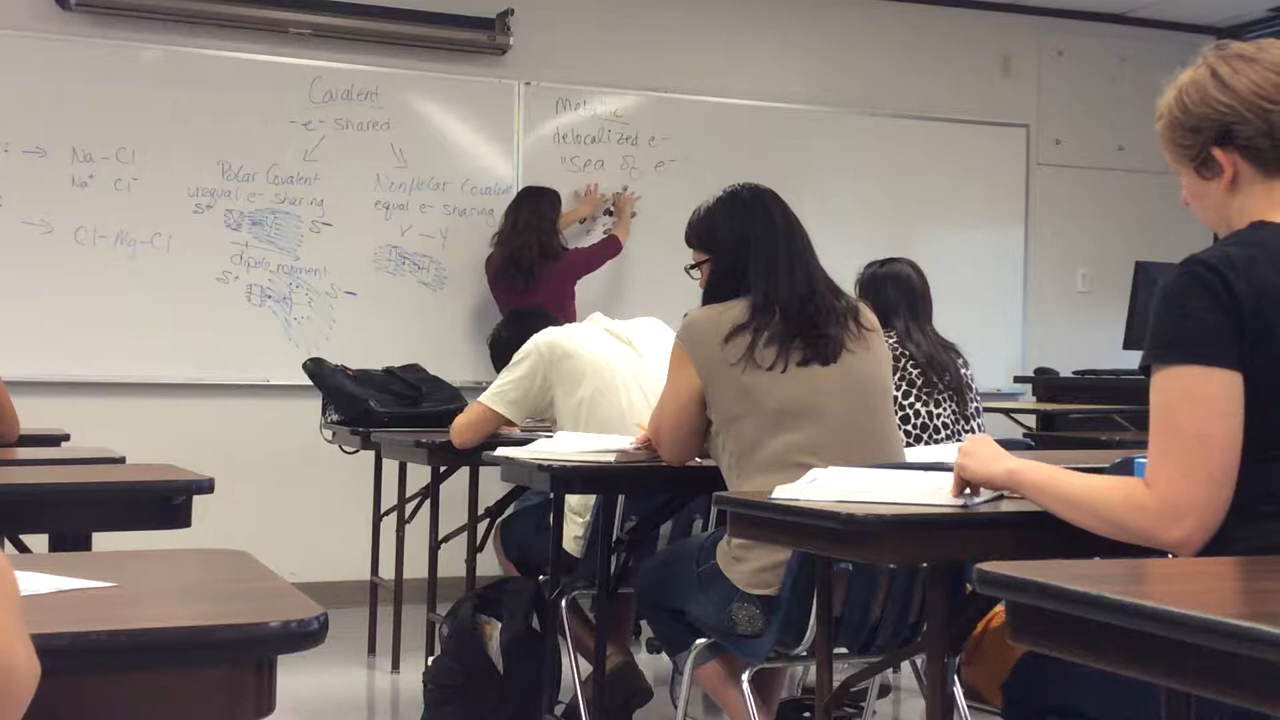 : → Na-Cl
Na⁺ Cl⁻
: → Cl-Mg-Cl
Covalent
-e⁻ shared
Polar Covalent
unequal e⁻ sharing
δ⁺ δ⁻
dipole moment
δ⁺ δ⁻
Nonpolar Covalent
equal e⁻ sharing
Y-Y
Metallic
delocalized e-
"Sea of e⁻